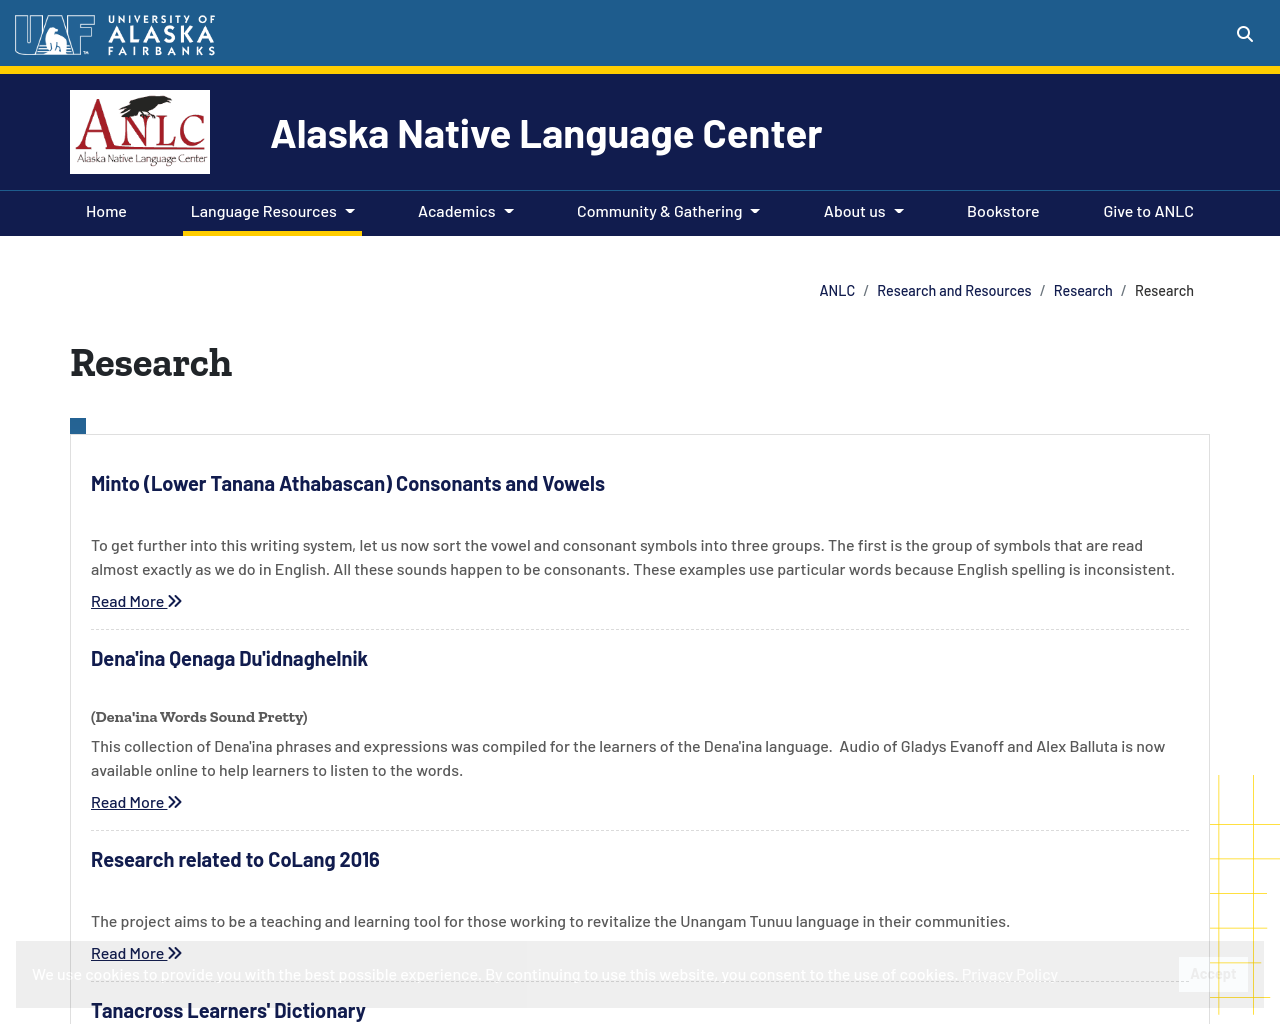 UAF
UNIVERSITY OF
ALASKA
FAIRBANKS
ANLC
Alaska Native Language Center
Alaska Native Language Center
Home
Language Resources
Academics
Community & Gathering
About us
Bookstore
Give to ANLC
ANLC / Research and Resources / Research / Research
Research
Minto (Lower Tanana Athabascan) Consonants and Vowels
To get further into this writing system, let us now sort the vowel and consonant symbols into three groups. The first is the group of symbols that are read
almost exactly as we do in English. All these sounds happen to be consonants. These examples use particular words because English spelling is inconsistent.
Read More
Dena'ina Qenaga Du'idnaghelnik
(Dena'ina Words Sound Pretty)
This collection of Dena'ina phrases and expressions was compiled for the learners of the Dena'ina language.  Audio of Gladys Evanoff and Alex Balluta is now
available online to help learners to listen to the words.
Read More
Research related to CoLang 2016
The project aims to be a teaching and learning tool for those working to revitalize the Unangam Tunuu language in their communities.
Read More
We use cookies to provide you with the best possible experience. By continuing to use this website, you consent to the use of cookies. Privacy Policy
Accept
Tanacross Learners' Dictionary